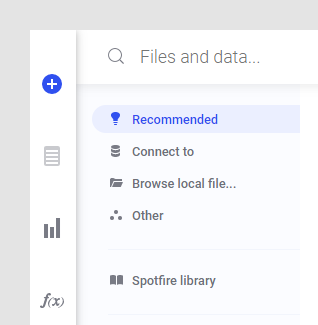 Files and data...
Recommended
Connect to
Browse local file...
Other
Spotfire library
f(x)